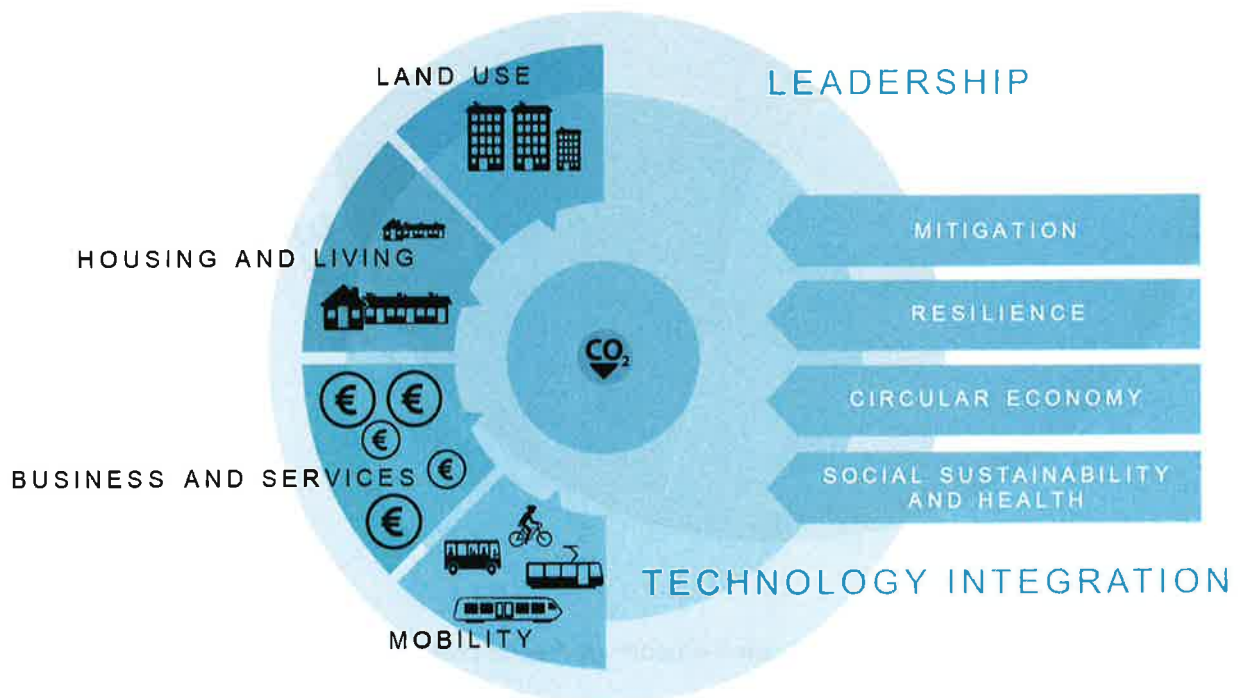 LAND USE
LEADERSHIP
MITIGATION
HOUSING AND LIVING
RESILIENCE
CO₂
CIRCULAR ECONOMY
€ €
€
BUSINESS AND SERVICES €
€
SOCIAL SUSTAINABILITY
AND HEALTH
TECHNOLOGY INTEGRATION
MOBILITY